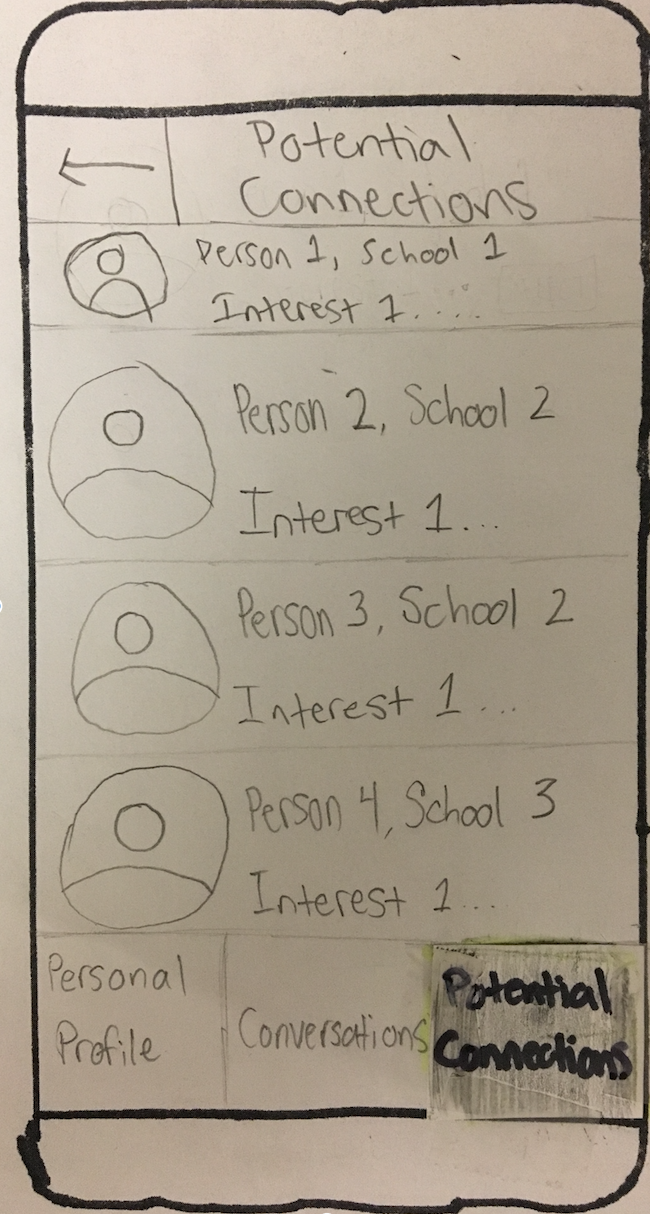 Potential
Connections
Person 1, School 1
Interest 1.....
Person 2, School 2
Interest 1...
Person 3, School 2
Interest 1...
Person 4, School 3
Interest 1...
Personal
Profile
Conversations
Potential
Connections